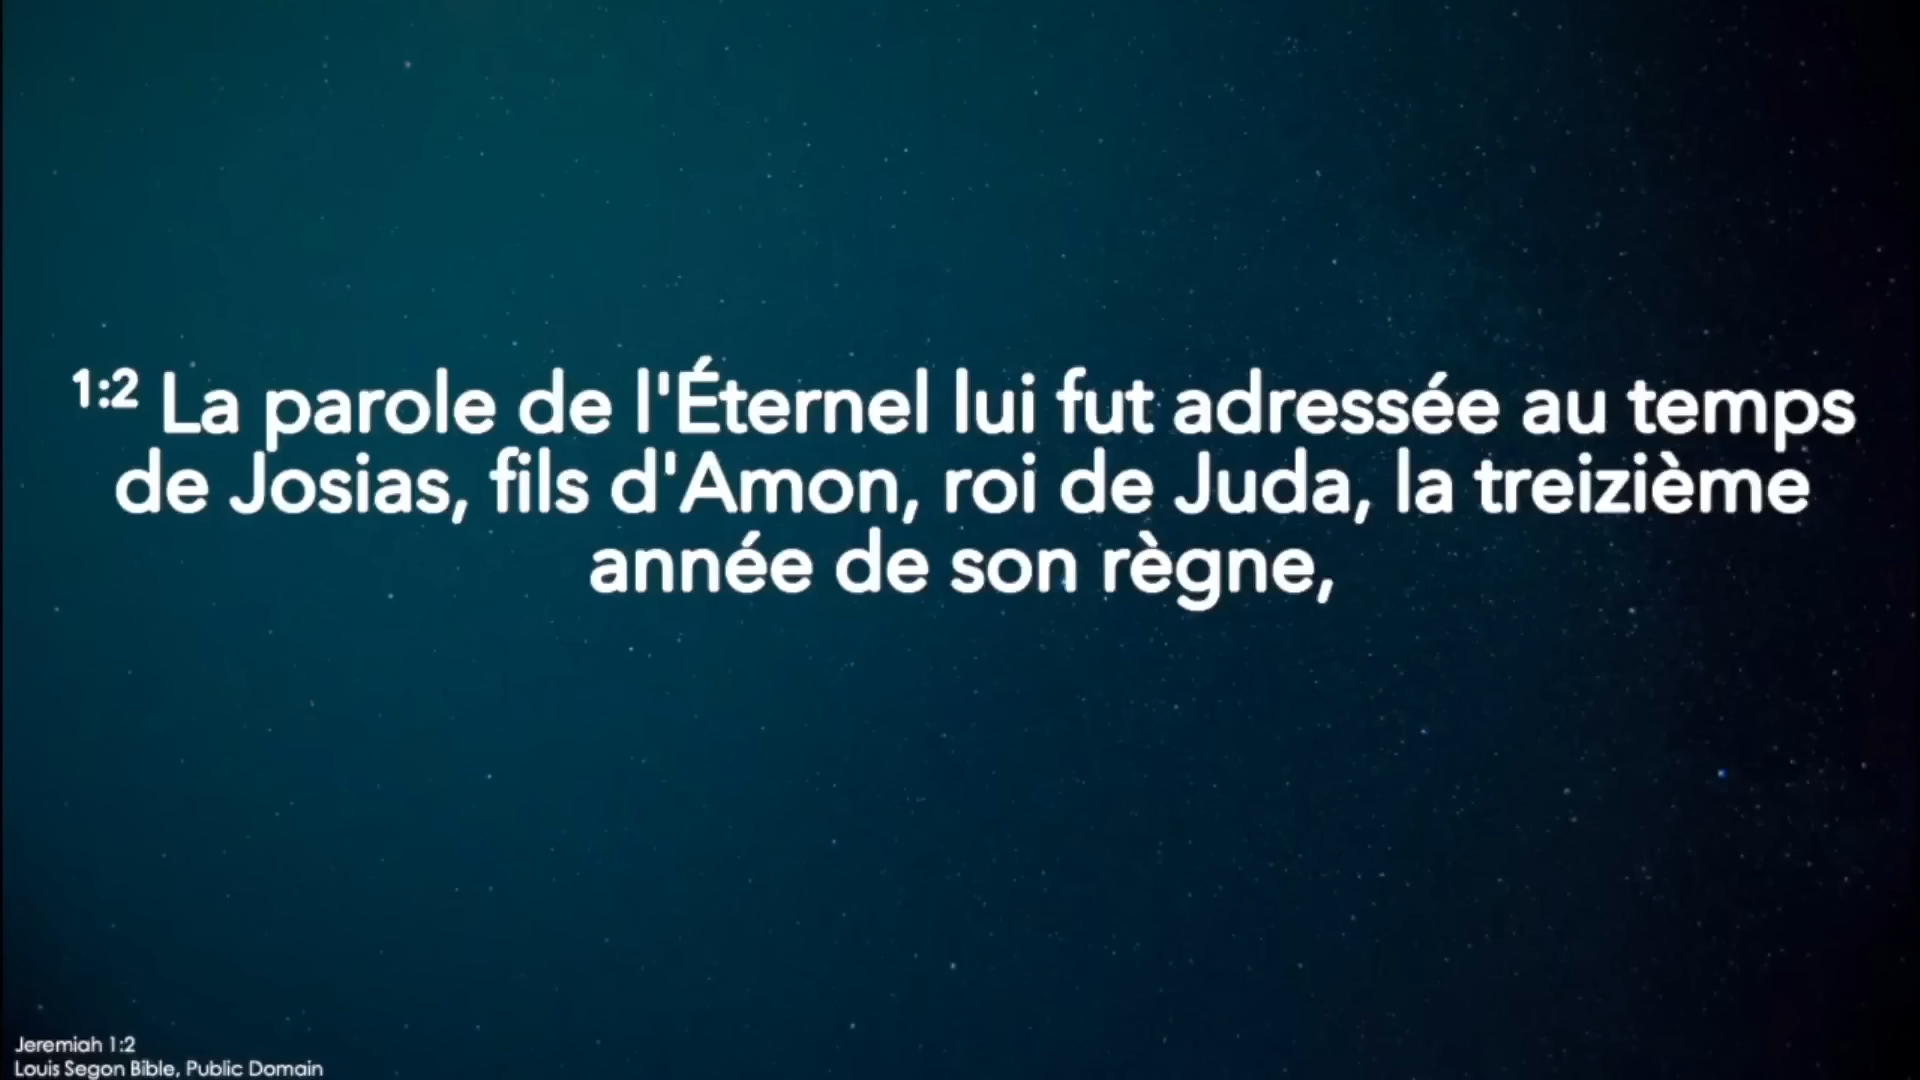 1:2 La parole de l'Éternel lui fut adressée au temps
de Josias, fils d'Amon, roi de Juda, la treizième
année de son règne,
Jeremiah 1:2
Louis Segon Bible, Public Domain